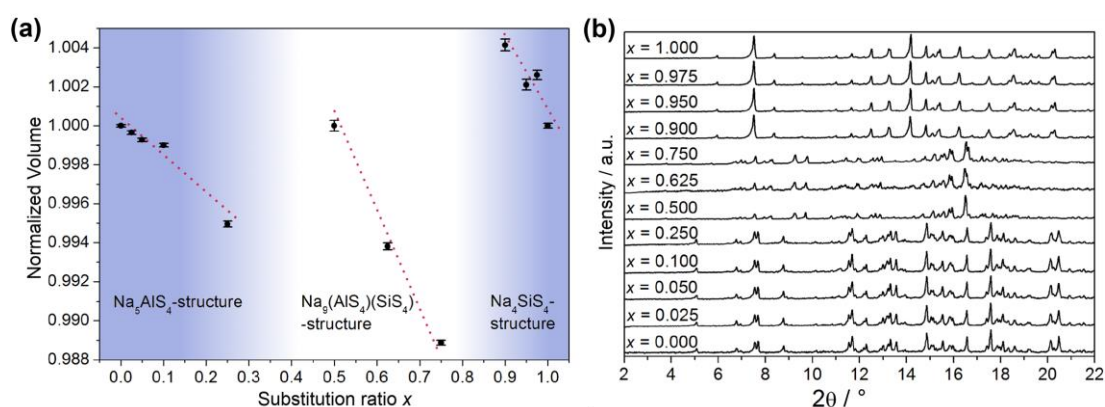 (a)
Normalized Volume
1.004
1.002
1.000
0.998
0.996
0.994
0.992
0.990
0.988
Na₅AlS₄-structure
Na₉(AlS₄)(SiS₄)
-structure
Na₄SiS₄-
structure
0.0 0.1 0.2 0.3 0.4 0.5 0.6 0.7 0.8 0.9 1.0
Substitution ratio x
(b)
Intensity / a.u.
x = 1.000
x = 0.975
x = 0.950
x = 0.900
x = 0.750
x = 0.625
x = 0.500
x = 0.250
x = 0.100
x = 0.050
x = 0.025
x = 0.000
2 4 6 8 10 12 14 16 18 20 22
2θ / °